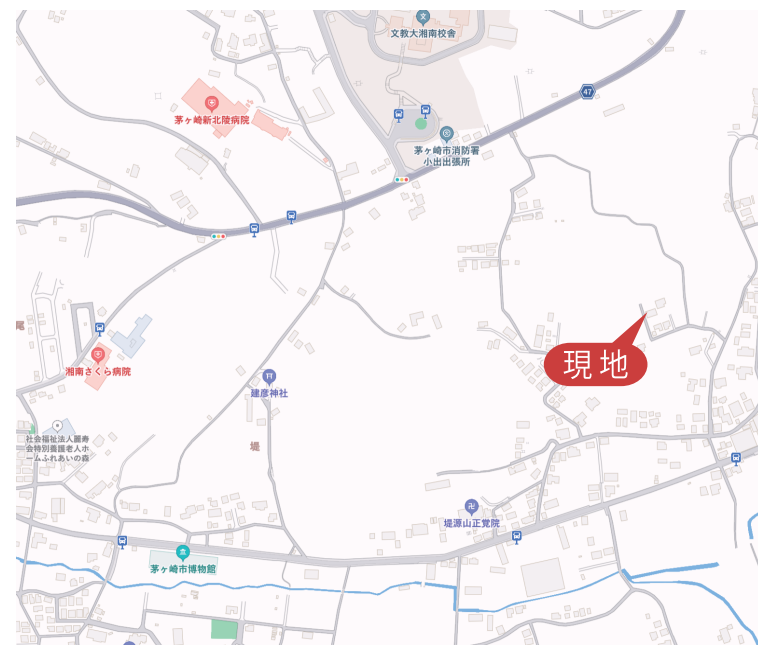 文教大湘南校舎
47
茅ヶ崎新北陵病院
茅ヶ崎市消防署
小出出張所
尾
現地
湘南さくら病院
建彦神社
社会福祉法人麗寿
会特別養護老人ホ
ームふれあいの森
堤
堤源山正覚院
茅ヶ崎市博物館